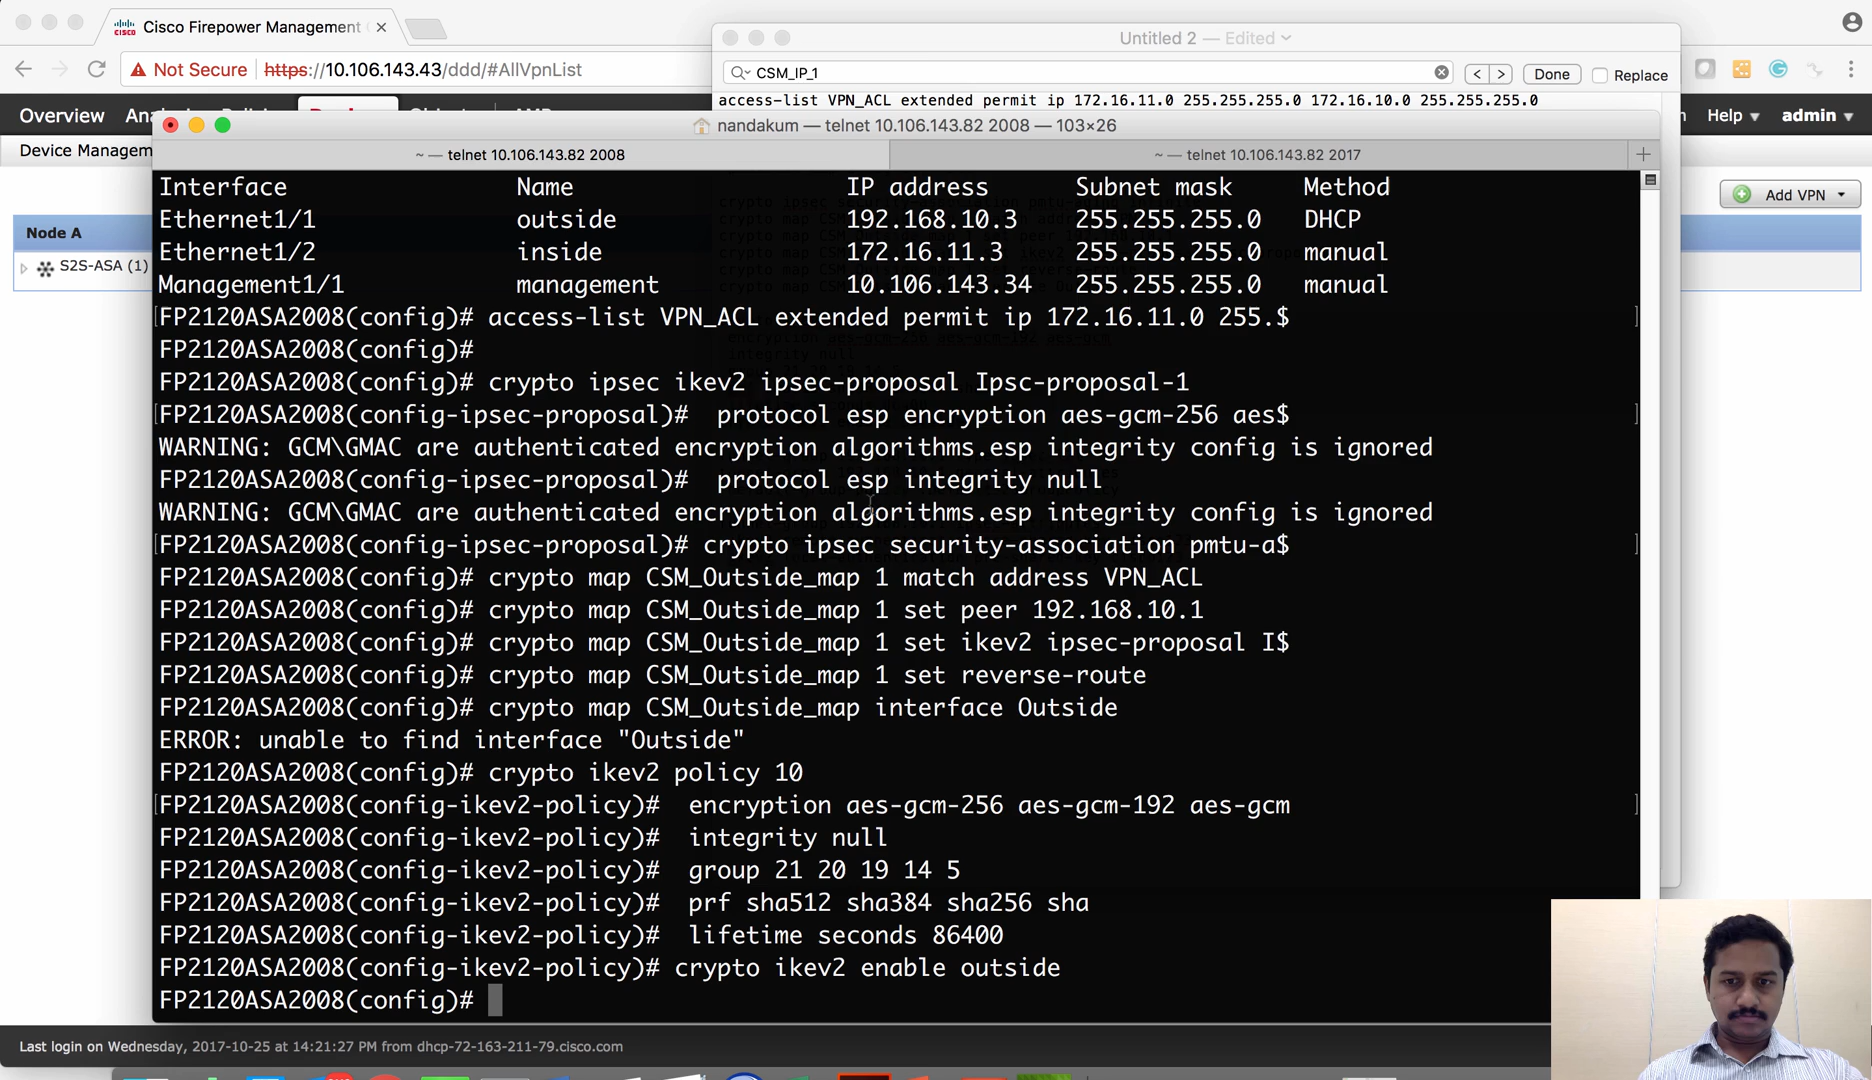 Cisco Firepower Management
Untitled 2 — Edited
Not Secure https://10.106.143.43/ddd/#AllVpnList
CSM_IP_1
Done
Replace
access-list VPN_ACL extended permit ip 172.16.11.0 255.255.255.0 172.16.10.0 255.255.255.0
Overview
Help
admin
nandakum — telnet 10.106.143.82 2008 — 103×26
Device Managem
~ — telnet 10.106.143.82 2008
~ — telnet 10.106.143.82 2017
Add VPN
Node A
S2S-ASA (1)
Interface Name IP address Subnet mask Method
Ethernet1/1 outside 192.168.10.3 255.255.255.0 DHCP
Ethernet1/2 inside 172.16.11.3 255.255.255.0 manual
Management1/1 management 10.106.143.34 255.255.255.0 manual
[FP2120ASA2008(config)# access-list VPN_ACL extended permit ip 172.16.11.0 255.$ ]
FP2120ASA2008(config)#
FP2120ASA2008(config)# crypto ipsec ikev2 ipsec-proposal Ipsc-proposal-1
[FP2120ASA2008(config-ipsec-proposal)#  protocol esp encryption aes-gcm-256 aes$ ]
WARNING: GCM\GMAC are authenticated encryption algorithms.esp integrity config is ignored
FP2120ASA2008(config-ipsec-proposal)#  protocol esp integrity null
WARNING: GCM\GMAC are authenticated encryption algorithms.esp integrity config is ignored
[FP2120ASA2008(config-ipsec-proposal)# crypto ipsec security-association pmtu-a$ ]
FP2120ASA2008(config)# crypto map CSM_Outside_map 1 match address VPN_ACL
FP2120ASA2008(config)# crypto map CSM_Outside_map 1 set peer 192.168.10.1
FP2120ASA2008(config)# crypto map CSM_Outside_map 1 set ikev2 ipsec-proposal I$
FP2120ASA2008(config)# crypto map CSM_Outside_map 1 set reverse-route
FP2120ASA2008(config)# crypto map CSM_Outside_map interface Outside
ERROR: unable to find interface "Outside"
FP2120ASA2008(config)# crypto ikev2 policy 10
[FP2120ASA2008(config-ikev2-policy)#  encryption aes-gcm-256 aes-gcm-192 aes-gcm ]
FP2120ASA2008(config-ikev2-policy)#  integrity null
FP2120ASA2008(config-ikev2-policy)#  group 21 20 19 14 5
FP2120ASA2008(config-ikev2-policy)#  prf sha512 sha384 sha256 sha
FP2120ASA2008(config-ikev2-policy)#  lifetime seconds 86400
FP2120ASA2008(config-ikev2-policy)# crypto ikev2 enable outside
FP2120ASA2008(config)#
Last login on Wednesday, 2017-10-25 at 14:21:27 PM from dhcp-72-163-211-79.cisco.com